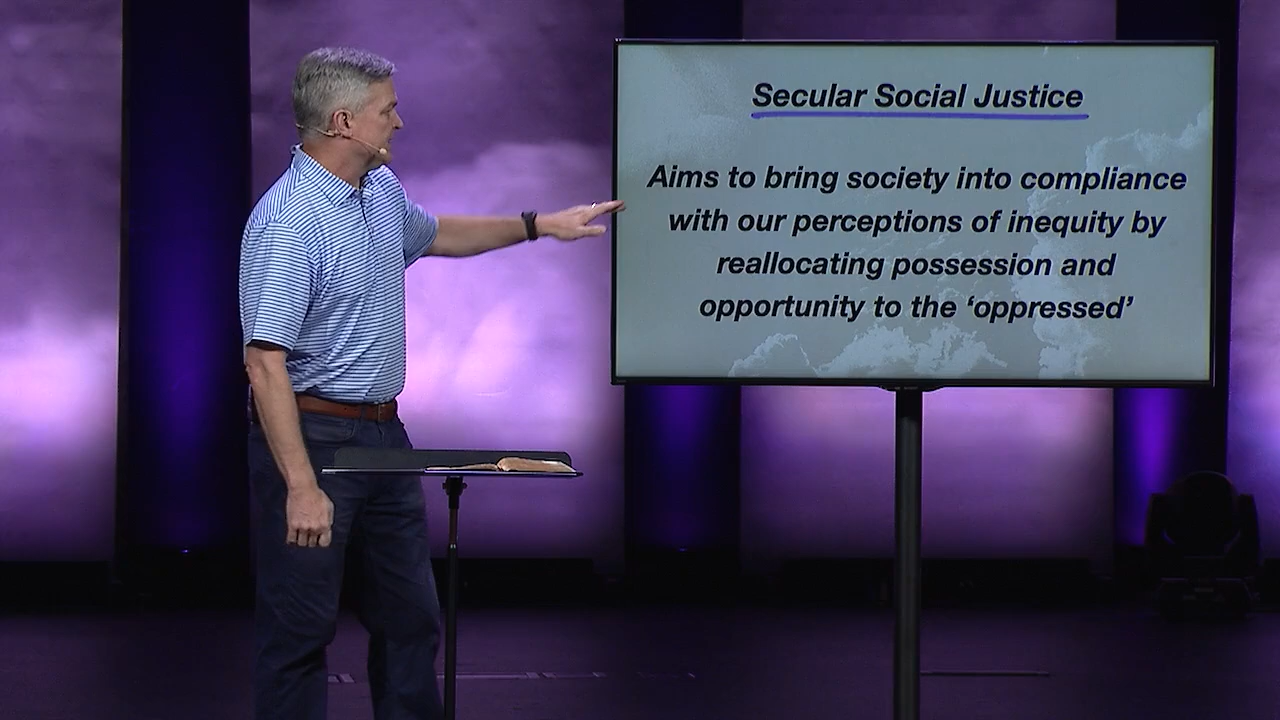 Secular Social Justice
Aims to bring society into compliance
with our perceptions of inequity by
reallocating possession and
opportunity to the ‘oppressed’